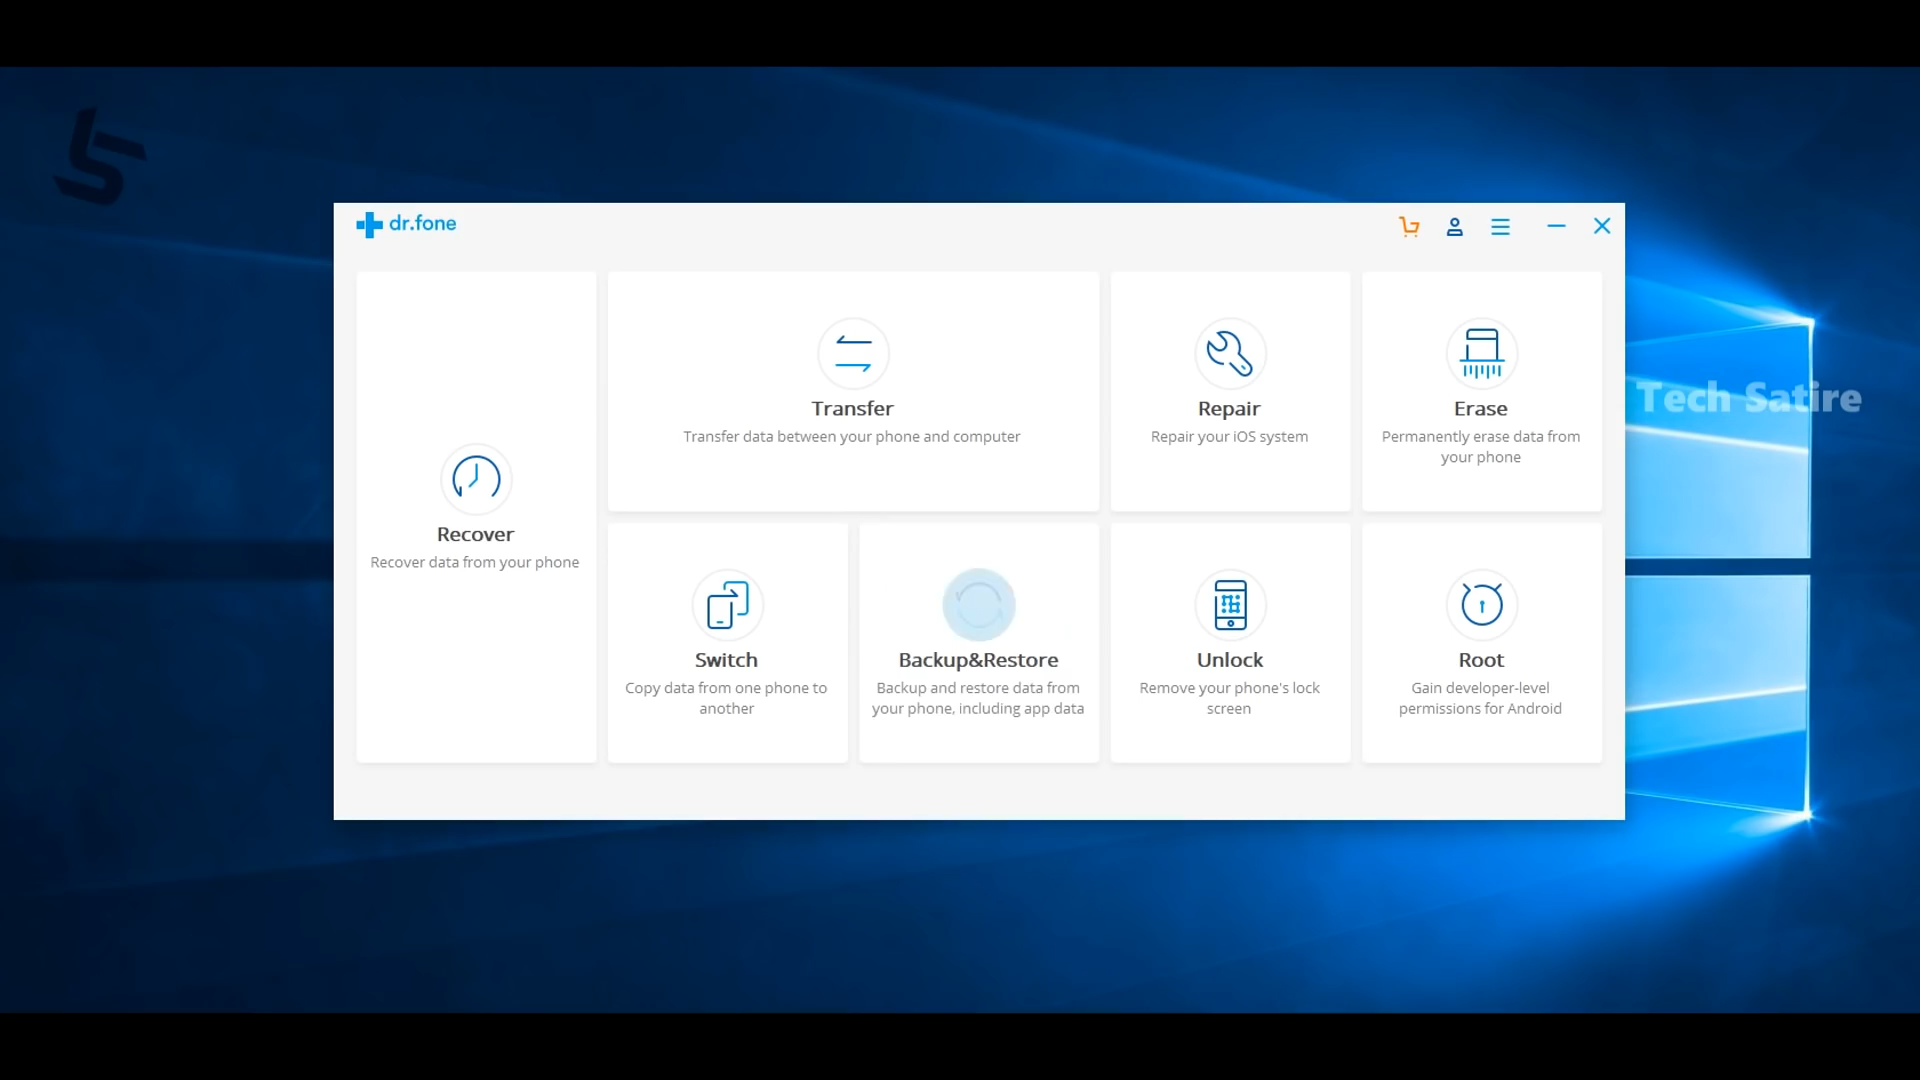 dr.fone
Recover
Recover data from your phone
Transfer
Transfer data between your phone and computer
Repair
Repair your iOS system
Erase
Permanently erase data from
your phone
Switch
Copy data from one phone to
another
Backup&Restore
Backup and restore data from
your phone, including app data
Unlock
Remove your phone's lock
screen
Root
Gain developer-level
permissions for Android
Tech Satire